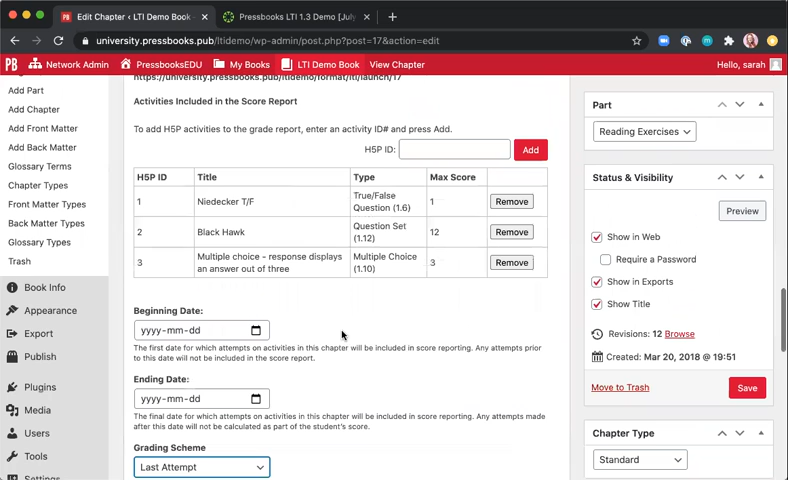 Edit Chapter ‹ LTI Demo Book ‹
Pressbooks LTI 1.3 Demo [July
university.pressbooks.pub/ltidemo/wp-admin/post.php?post=17&action=edit
Network Admin
PressbooksEDU
My Books
LTI Demo Book
View Chapter
Hello, sarah
Add Part
Add Chapter
Add Front Matter
Add Back Matter
Glossary Terms
Chapter Types
Front Matter Types
Back Matter Types
Glossary Types
Trash
Book Info
Appearance
Export
Publish
Plugins
Media
Users
Tools
Settings
https://university.pressbooks.pub/ltidemo/format/lti/launch/17
Activities Included in the Score Report
To add H5P activities to the grade report, enter an activity ID# and press Add.
H5P ID:
Add
H5P ID Title Type Max Score
1 Niedecker T/F True/False Question (1.6) 1 Remove
2 Black Hawk Question Set (1.12) 12 Remove
3 Multiple choice - response displays an answer out of three Multiple Choice (1.10) 3 Remove
Beginning Date:
yyyy-mm-dd
The first date for which attempts on activities in this chapter will be included in score reporting. Any attempts prior
to this date will not be included in the score report.
Ending Date:
yyyy-mm-dd
The final date for which attempts on activities in this chapter will be included in score reporting. Any attempts made
after this date will not be calculated as part of the student's score.
Grading Scheme
Last Attempt
Part
Reading Exercises
Status & Visibility
Preview
Show in Web
Require a Password
Show in Exports
Show Title
Revisions: 12 Browse
Created: Mar 20, 2018 @ 19:51
Move to Trash
Save
Chapter Type
Standard